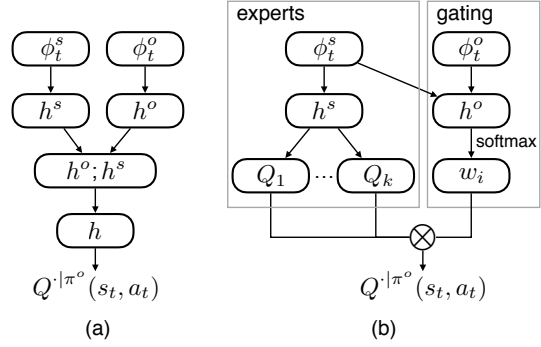 experts gating
ϕ_t^s ϕ_t^o ϕ_t^s ϕ_t^o
h^s h^o h^s h^o
softmax
h^o; h^s Q_1 ... Q_k w_i
h
Q^{·|π^o}(s_t, a_t) Q^{·|π^o}(s_t, a_t)
(a) (b)